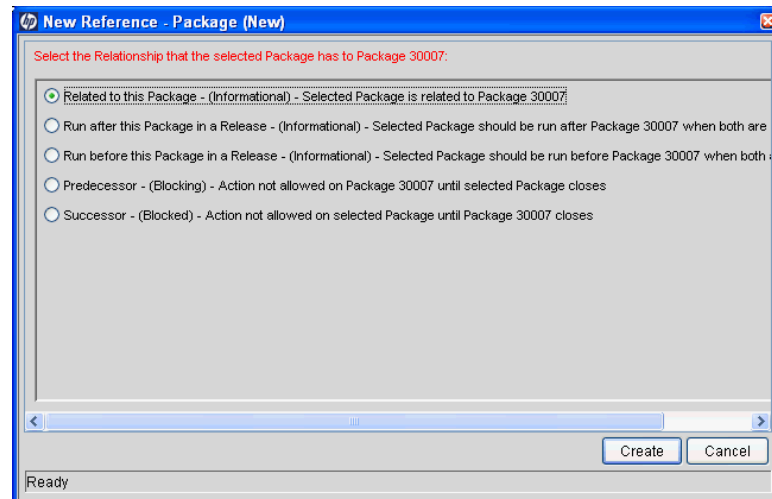 hp New Reference - Package (New)
Select the Relationship that the selected Package has to Package 30007:
Related to this Package - (Informational) - Selected Package is related to Package 30007
Run after this Package in a Release - (Informational) - Selected Package should be run after Package 30007 when both are
Run before this Package in a Release - (Informational) - Selected Package should be run before Package 30007 when both
Predecessor - (Blocking) - Action not allowed on Package 30007 until selected Package closes
Successor - (Blocked) - Action not allowed on selected Package until Package 30007 closes
Create Cancel
Ready